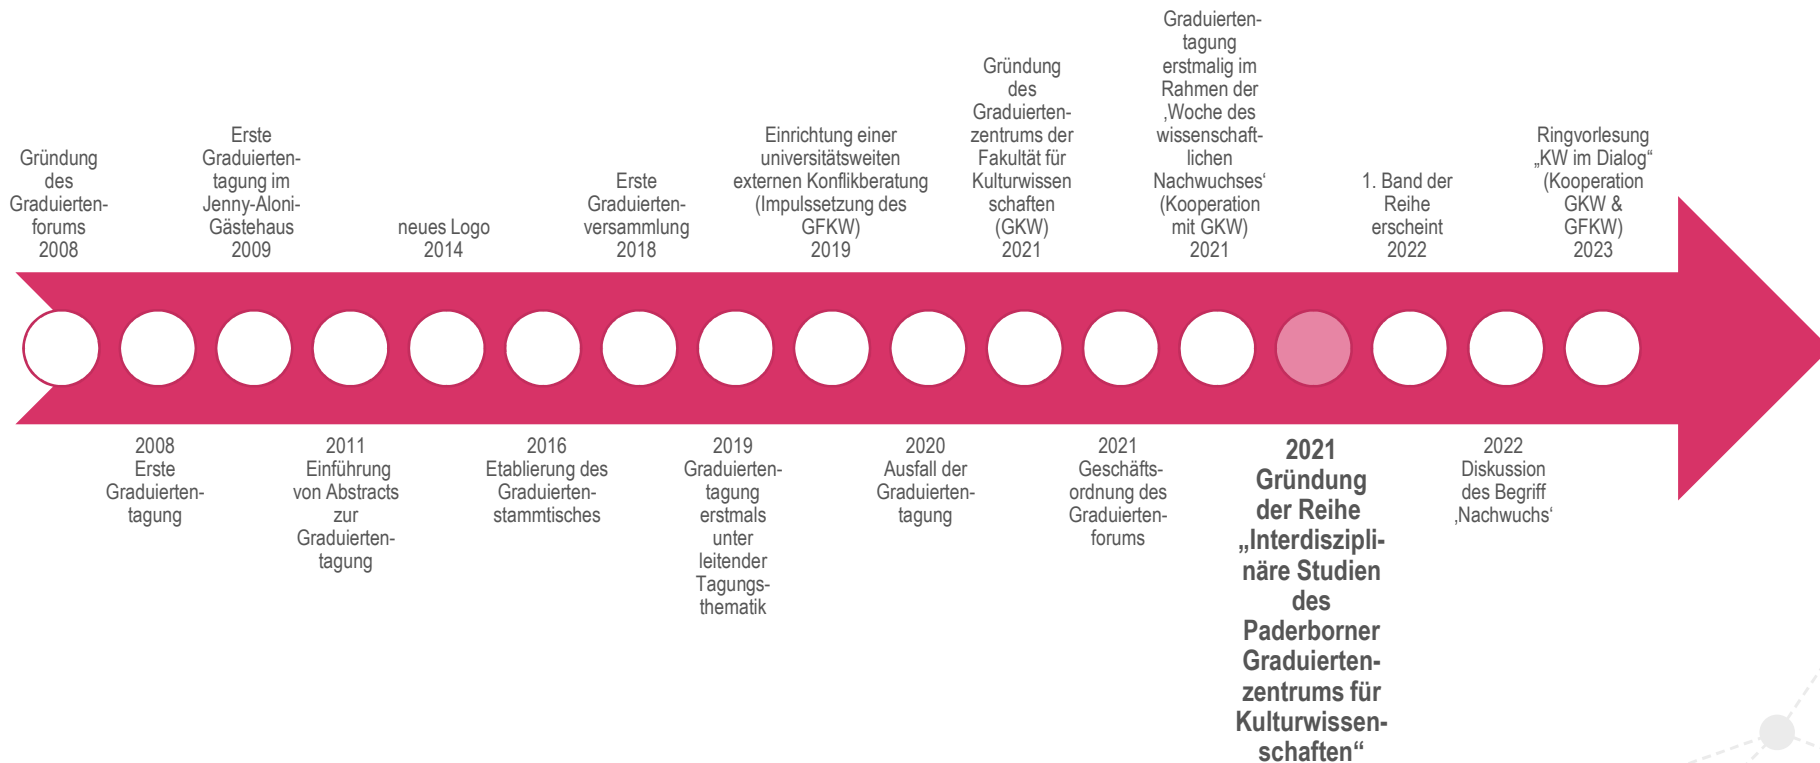 Gründung
des
Graduierten-
forums
2008
Erste
Graduierten-
tagung im
Jenny-Aloni-
Gästehaus
2009
neues Logo
2014
Erste
Graduierten-
versammlung
2018
Einrichtung einer
universitätsweiten
externen Konflikberatung
(Impulssetzung des
GFKW)
2019
Gründung
des
Graduierten-
zentrums der
Fakultät für
Kulturwissen
schaften
(GKW)
2021
Graduierten-
tagung
erstmalig im
Rahmen der
‚Woche des
wissenschaft-
lichen
Nachwuchses‘
(Kooperation
mit GKW)
2021
1. Band der
Reihe
erscheint
2022
Ringvorlesung
„KW im Dialog“
(Kooperation
GKW &
GFKW)
2023
2008
Erste
Graduierten-
tagung
2011
Einführung
von Abstracts
zur
Graduierten-
tagung
2016
Etablierung des
Graduierten-
stammtisches
2019
Graduierten-
tagung
erstmals
unter
leitender
Tagungs-
thematik
2020
Ausfall der
Graduierten-
tagung
2021
Geschäfts-
ordnung des
Graduierten-
forums
2021
Gründung
der Reihe
„Interdiszipli-
näre Studien
des
Paderborner
Graduierten-
zentrums für
Kulturwissen-
schaften“
2022
Diskussion
des Begriff
‚Nachwuchs‘